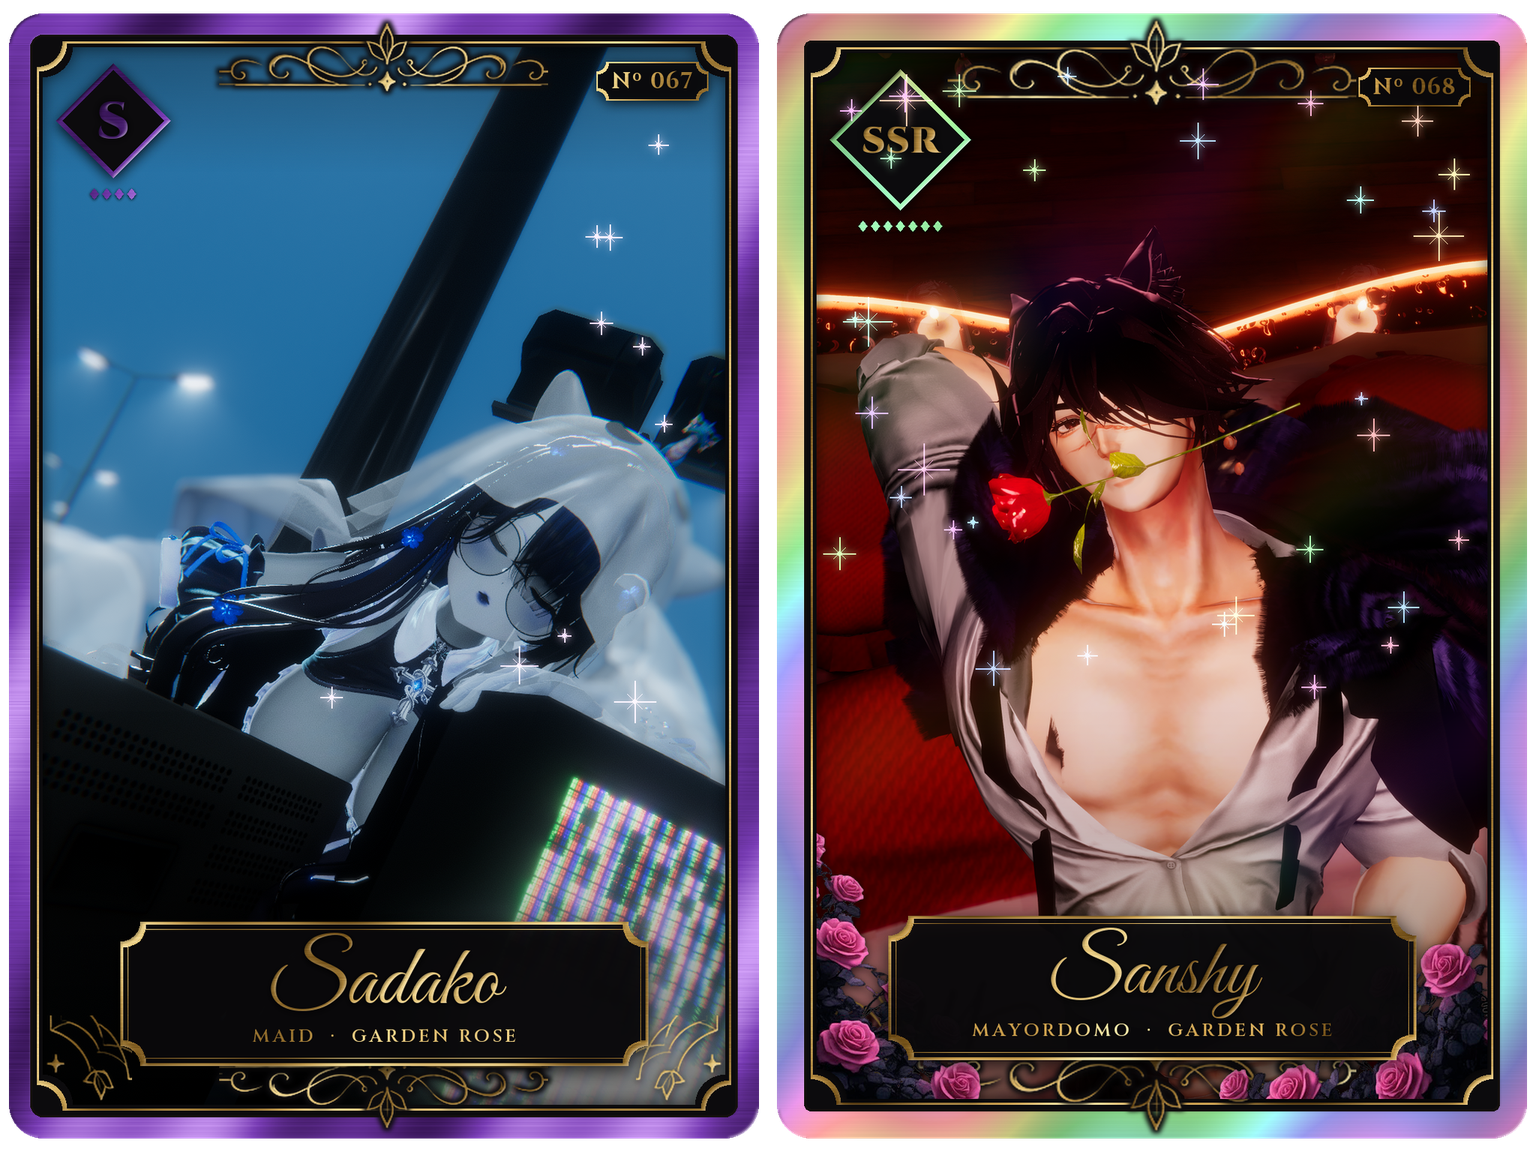 S
Nº 067
Sadako
MAID · GARDEN ROSE
SSR
Nº 068
Sanshy
MAYORDOMO · GARDEN ROSE